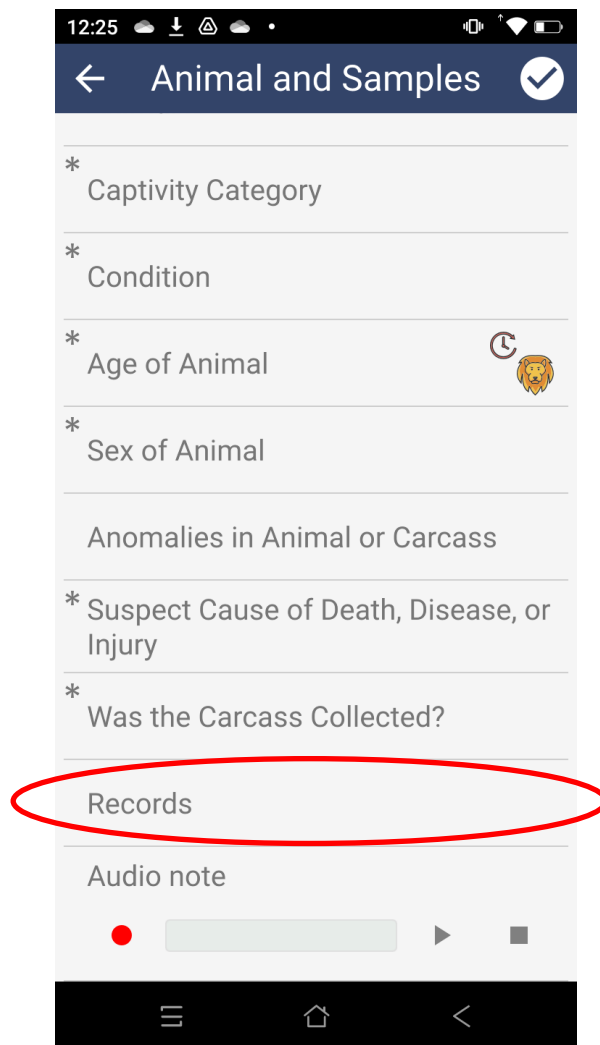 12:25
Animal and Samples
*
Captivity Category
*
Condition
*
Age of Animal
*
Sex of Animal
Anomalies in Animal or Carcass
*
Suspect Cause of Death, Disease, or
Injury
*
Was the Carcass Collected?
Records
Audio note